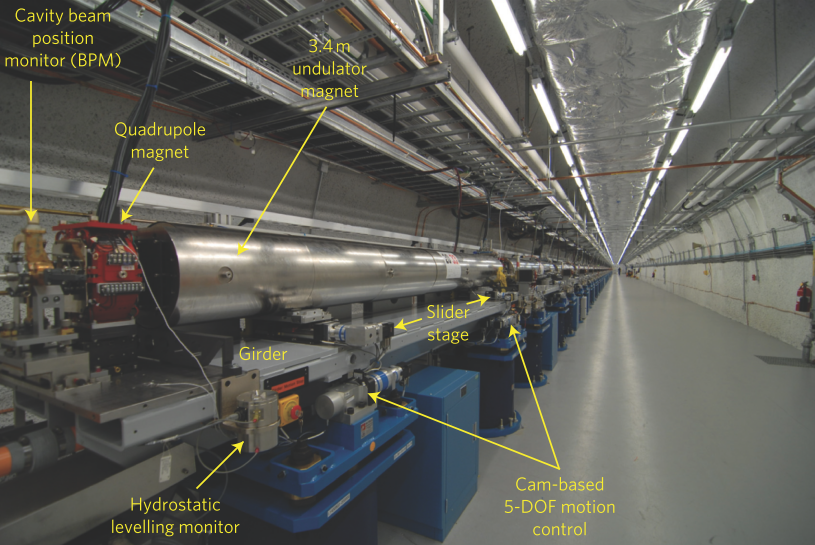 Cavity beam
position
monitor (BPM)
3.4 m
undulator
magnet
Quadrupole
magnet
Slider
stage
Girder
Hydrostatic
levelling monitor
Cam-based
5-DOF motion
control